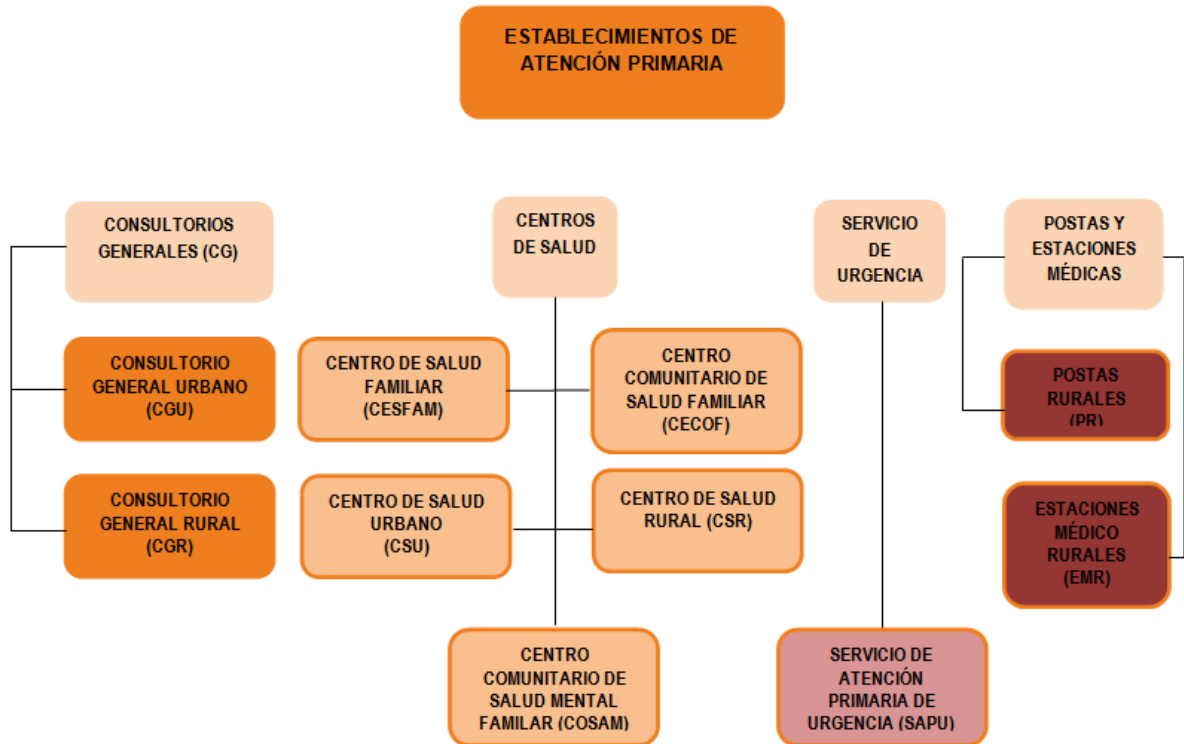 ESTABLECIMIENTOS DE
ATENCIÓN PRIMARIA
CONSULTORIOS
GENERALES (CG)
CENTROS
DE SALUD
SERVICIO
DE
URGENCIA
POSTAS Y
ESTACIONES
MÉDICAS
CONSULTORIO
GENERAL URBANO
(CGU)
CENTRO DE SALUD
FAMILIAR
(CESFAM)
CENTRO
COMUNITARIO DE
SALUD FAMILIAR
(CECOF)
POSTAS
RURALES
(PR)
CONSULTORIO
GENERAL RURAL
(CGR)
CENTRO DE SALUD
URBANO
(CSU)
CENTRO DE SALUD
RURAL (CSR)
ESTACIONES
MÉDICO
RURALES
(EMR)
CENTRO
COMUNITARIO DE
SALUD MENTAL
FAMILAR (COSAM)
SERVICIO DE
ATENCIÓN
PRIMARIA DE
URGENCIA (SAPU)